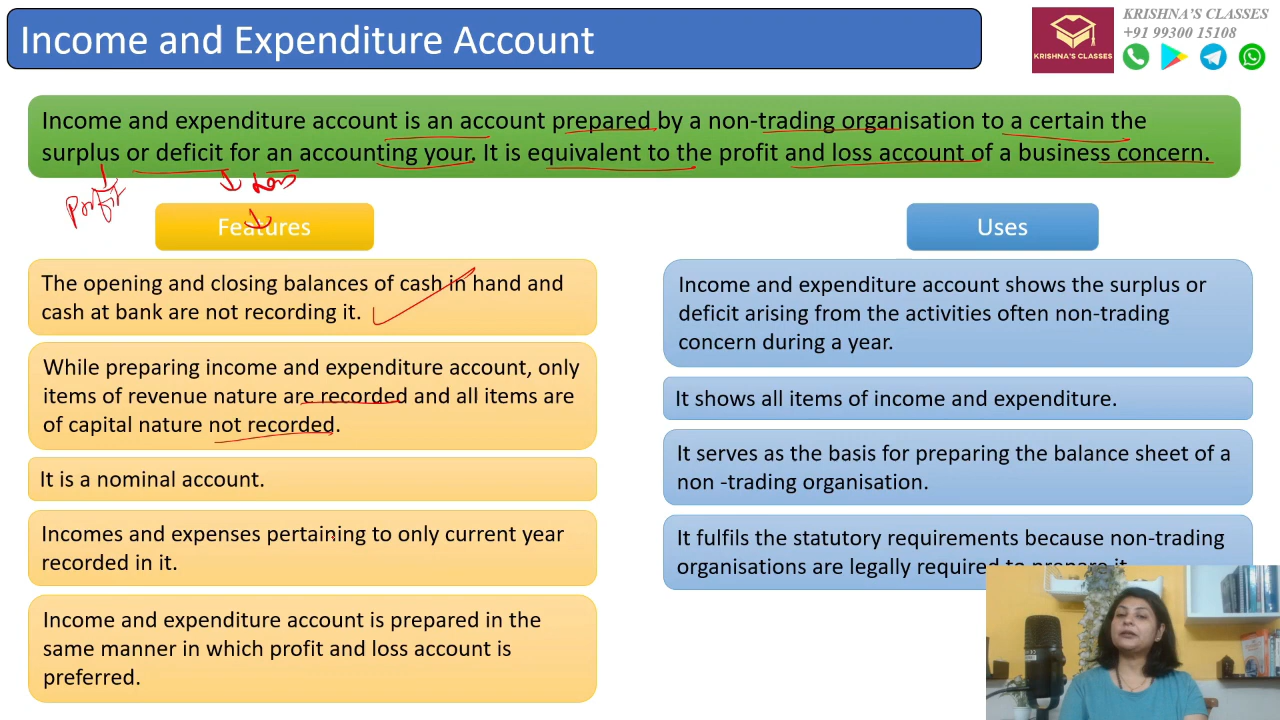 Income and Expenditure Account
KRISHNA'S CLASSES
KRISHNA'S CLASSES
+91 99300 15108
Income and expenditure account is an account prepared by a non-trading organisation to a certain the
surplus or deficit for an accounting your. It is equivalent to the profit and loss account of a business concern.
Profit
Loss
Features
The opening and closing balances of cash in hand and
cash at bank are not recording it.
While preparing income and expenditure account, only
items of revenue nature are recorded and all items are
of capital nature not recorded.
It is a nominal account.
Incomes and expenses pertaining to only current year
recorded in it.
Income and expenditure account is prepared in the
same manner in which profit and loss account is
preferred.
Uses
Income and expenditure account shows the surplus or
deficit arising from the activities often non-trading
concern during a year.
It shows all items of income and expenditure.
It serves as the basis for preparing the balance sheet of a
non -trading organisation.
It fulfils the statutory requirements because non-trading
organisations are legally required to prepare it